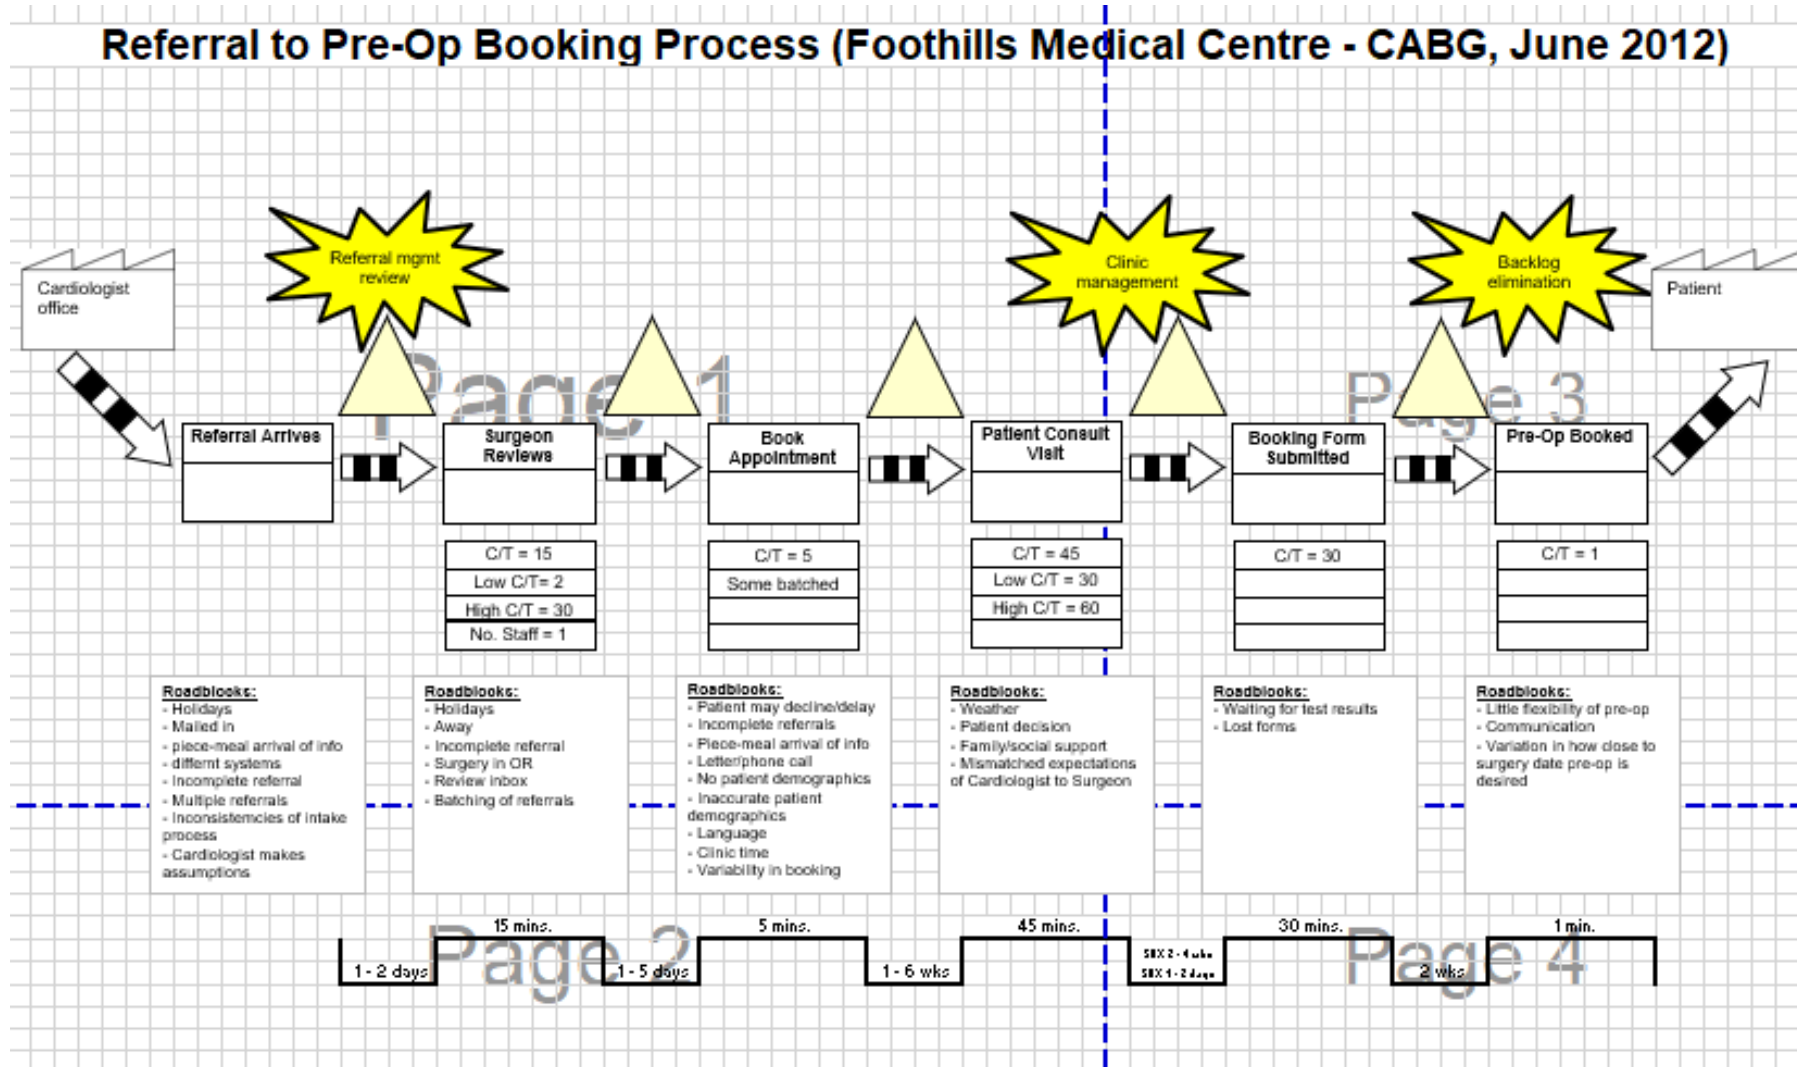 Referral to Pre-Op Booking Process (Foothills Medical Centre - CABG, June 2012)
Referral mgmt
review
Clinic
management
Backlog
elimination
Cardiologist
office
Patient
Page 1
Page 3
Referral Arrives
Surgeon
Reviews
Book
Appointment
Patient Consult
Visit
Booking Form
Submitted
Pre-Op Booked
C/T = 15
Low C/T= 2
High C/T = 30
No. Staff = 1
C/T = 5
Some batched
C/T = 45
Low C/T = 30
High C/T = 60
C/T = 30
C/T = 1
Roadblocks:
- Holidays
- Mailed in
- piece-meal arrival of info
- differnt systems
- Incomplete referral
- Multiple referrals
- Inconsistemcies of intake
process
- Cardiologist makes
assumptions
Roadblocks:
- Holidays
- Away
- Incomplete referral
- Surgery in OR
- Review inbox
- Batching of referrals
Roadblocks:
- Patient may decline/delay
- Incomplete referrals
- Piece-meal arrival of info
- Letter/phone call
- No patient demographics
- Inaccurate patient
demographics
- Language
- Clinic time
- Variability in booking
Roadblocks:
- Weather
- Patient decision
- Family/social support
- Mismatched expectations
of Cardiologist to Surgeon
Roadblocks:
- Waiting for test results
- Lost forms
Roadblocks:
- Little flexibility of pre-op
- Communication
- Variation in how close to
surgery date pre-op is
desired
Page 2
Page 4
1 - 2 days
15 mins.
1 - 5 days
5 mins.
1 - 6 wks
45 mins.
50% 2 - 4 wks
50% 1 - 2 days
30 mins.
2 wks
1 min.